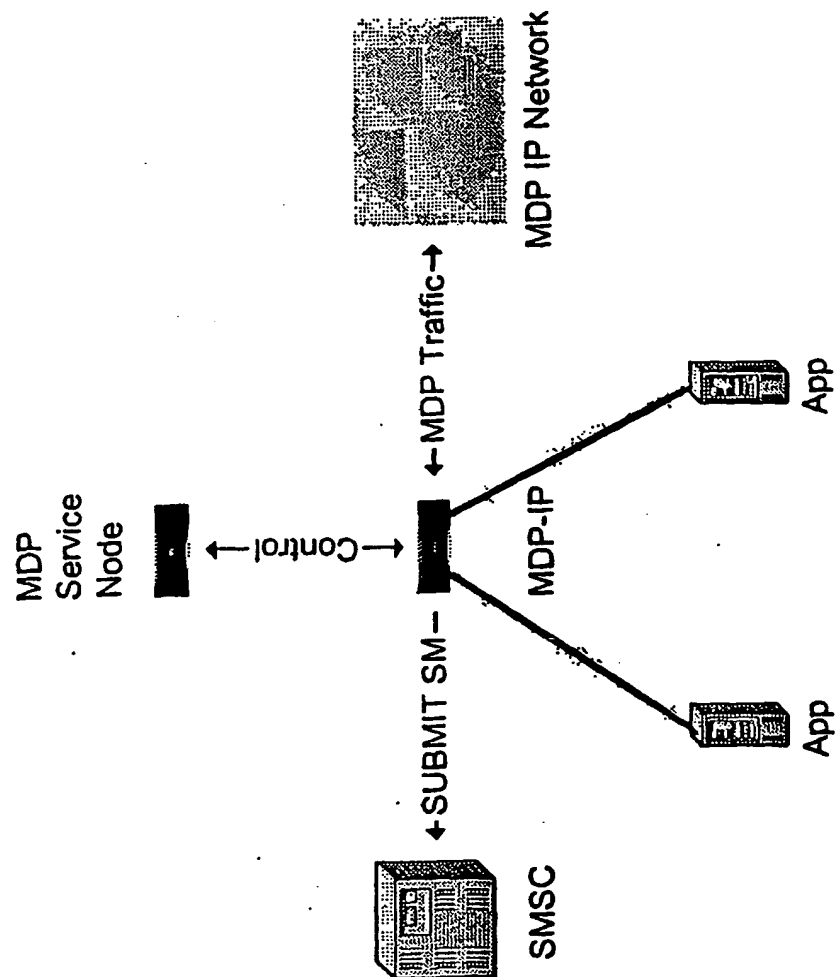 MDP
Service
Node
Control
SUBMIT SM
MDP Traffic
SMSC
MDP-IP
MDP IP Network
App
App